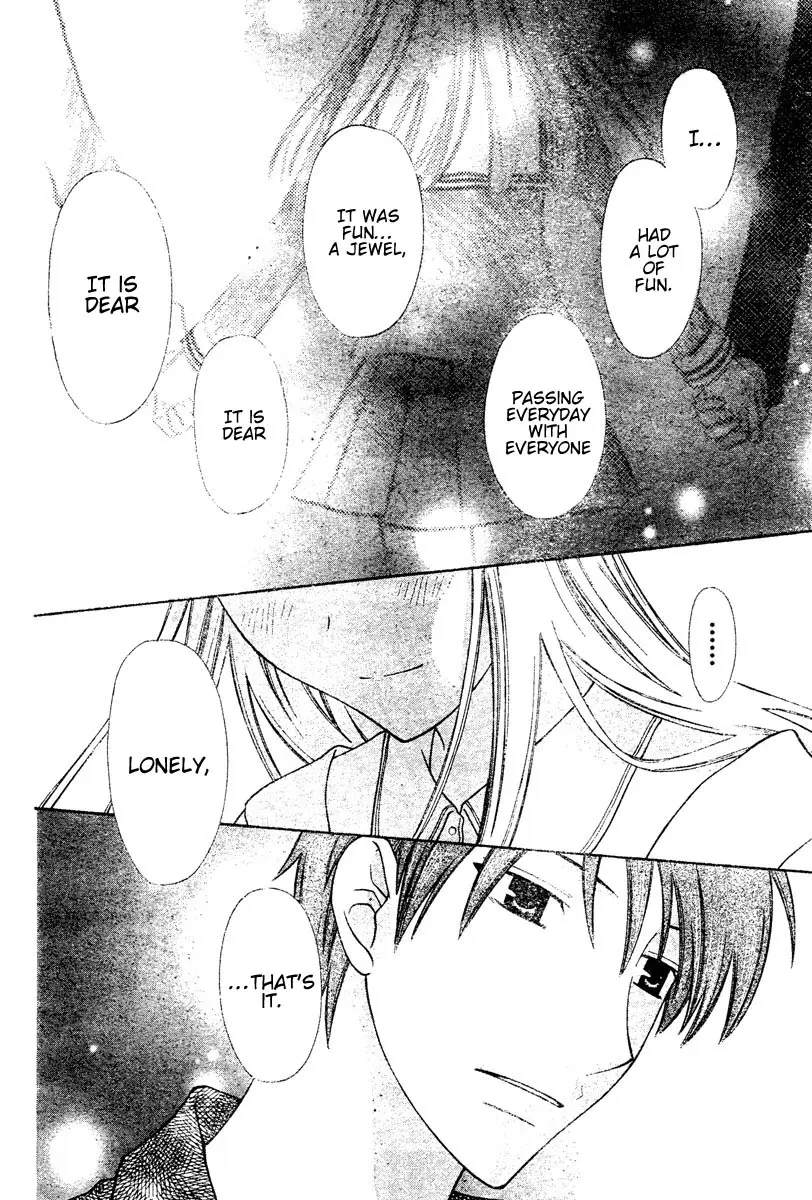 I...
HAD
A LOT
OF
FUN.
PASSING
EVERYDAY
WITH
EVERYONE
IT WAS
FUN...
A JEWEL,
IT IS
DEAR
IT IS
DEAR
........
LONELY,
...THAT'S
IT.